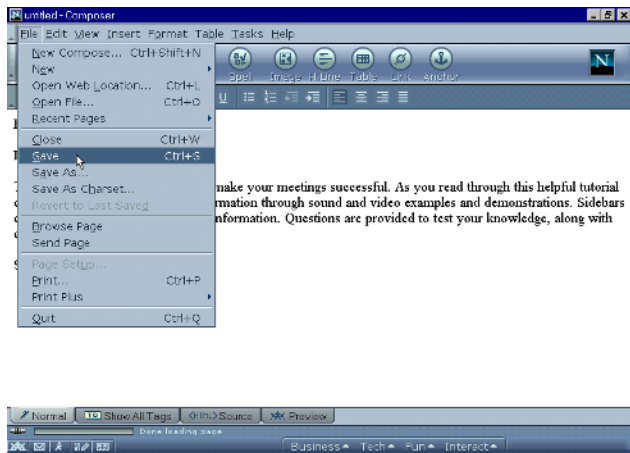 untitled - Composer
File Edit View Insert Format Table Tasks Help
New Compose... Ctrl+Shift+N
New
Open Web Location... Ctrl+L
Open File... Ctrl+O
Recent Pages
Close Ctrl+W
Save Ctrl+S
Save As...
Save As Charset...
Revert to Last Saved
Browse Page
Send Page
Page Setup...
Print... Ctrl+P
Print Plus
Quit Ctrl+Q
Spell Image H.Line Table Link Anchor
N
U
make your meetings successful. As you read through this helpful tutorial
rmation through sound and video examples and demonstrations. Sidebars
nformation. Questions are provided to test your knowledge, along with
Normal TD Show All Tags <HTML> Source Preview
Done loading page
Business Tech Fun Interact